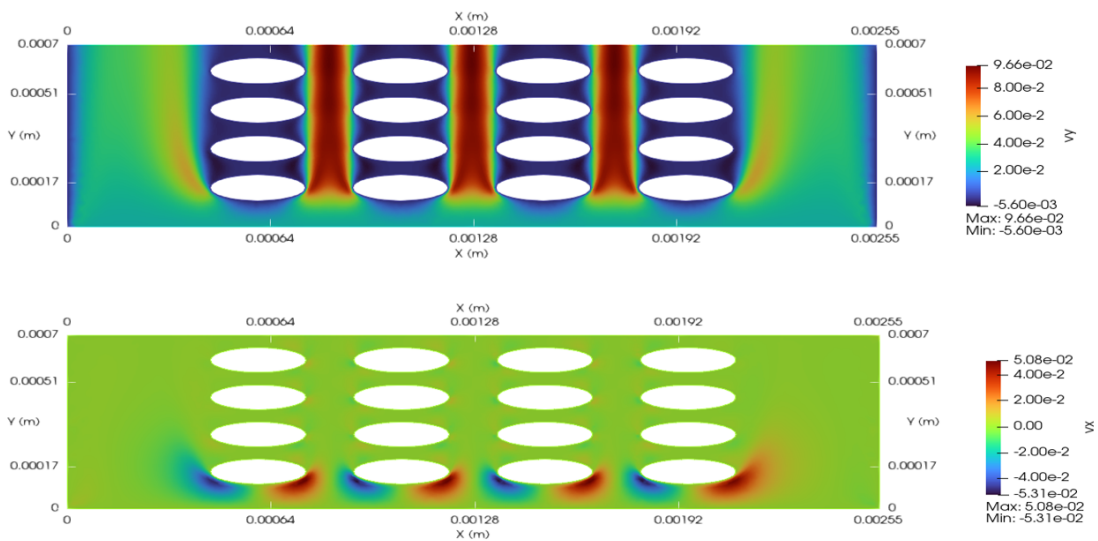 X (m)
0 0.00064 0.00128 0.00192 0.00255
0.0007 0.0007
9.66e-02
8.00e-2
0.00051 0.00051
6.00e-2
Y (m) Y (m) vy
4.00e-2
0.00017 0.00017
2.00e-2
-5.60e-03
0 0
Max: 9.66e-02
0 0.00064 0.00128 0.00192 0.00255
Min: -5.60e-03
X (m)
X (m)
0 0.00064 0.00128 0.00192 0.00255
0.0007 0.0007
5.08e-02
4.00e-2
0.00051 0.00051
2.00e-2
Y (m) Y (m) vx
0.00
-2.00e-2
0.00017 0.00017
-4.00e-2
-5.31e-02
0 0
Max: 5.08e-02
0 0.00064 0.00128 0.00192 0.00255
Min: -5.31e-02
X (m)